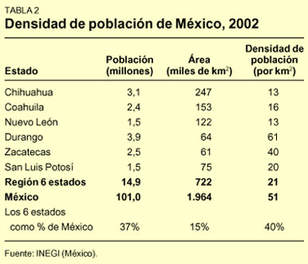 TABLA 2
Densidad de población de México, 2002
Estado Población (millones) Área (miles de km²) Densidad de población (por km²)
Chihuahua 3,1 247 13
Coahuila 2,4 153 16
Nuevo León 1,5 122 13
Durango 3,9 64 61
Zacatecas 2,5 61 40
San Luis Potosí 1,5 75 20
Región 6 estados 14,9 722 21
México 101,0 1.964 51
Los 6 estados
como % de México 37% 15% 40%
Fuente: INEGI (México).